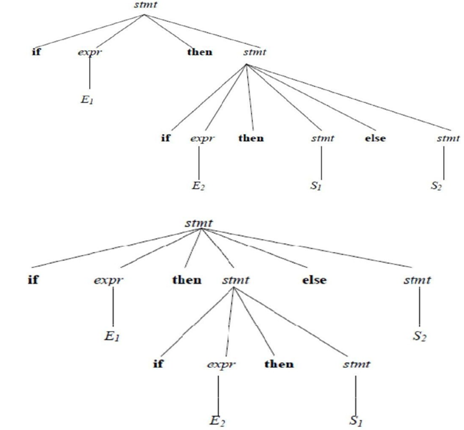 stmt
if expr then stmt
E1
if expr then stmt else stmt
E2 S1 S2
stmt
if expr then stmt else stmt
E1 S2
if expr then stmt
E2 S1